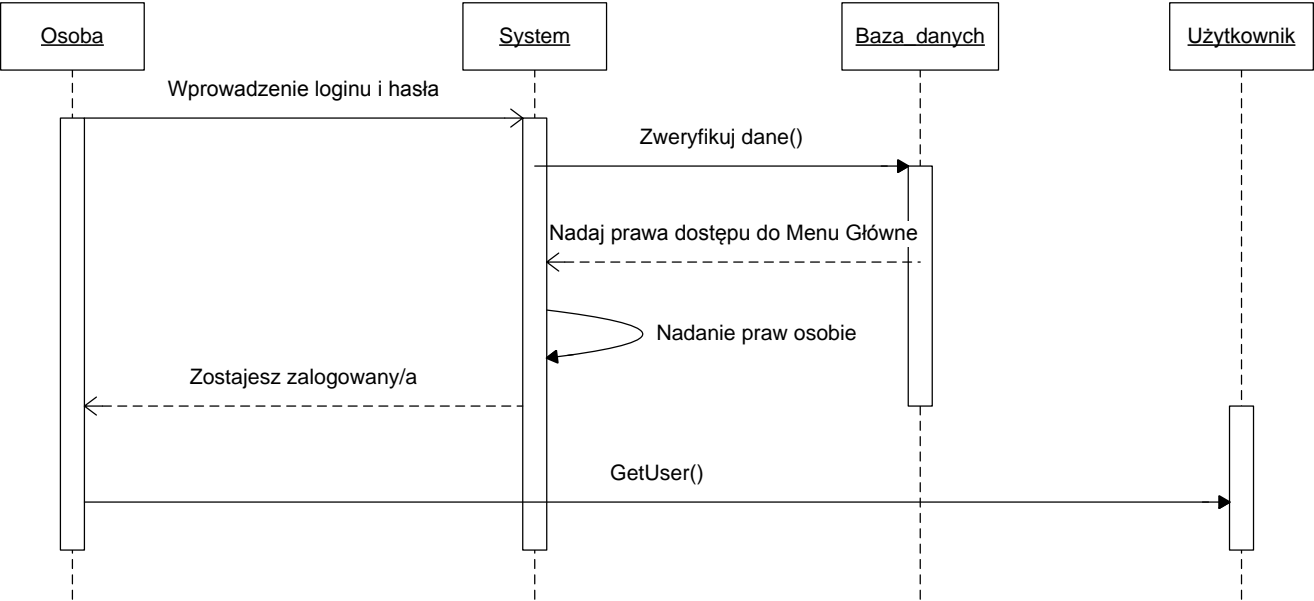 Osoba
System
Baza_danych
Użytkownik
Wprowadzenie loginu i hasła
Zweryfikuj dane()
Nadaj prawa dostępu do Menu Główne
Nadanie praw osobie
Zostajesz zalogowany/a
GetUser()